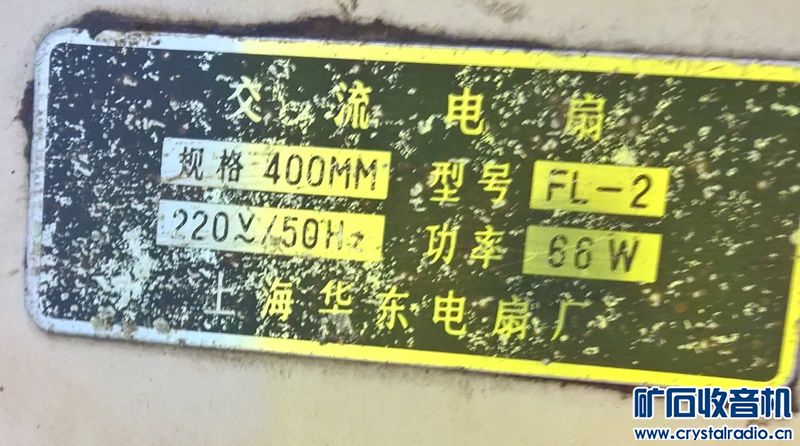 交流电扇
规格 400MM 型号 FL-2
220V~/50Hz 功率 66W
上海华东电扇厂
矿石收音机
www.crystalradio.cn